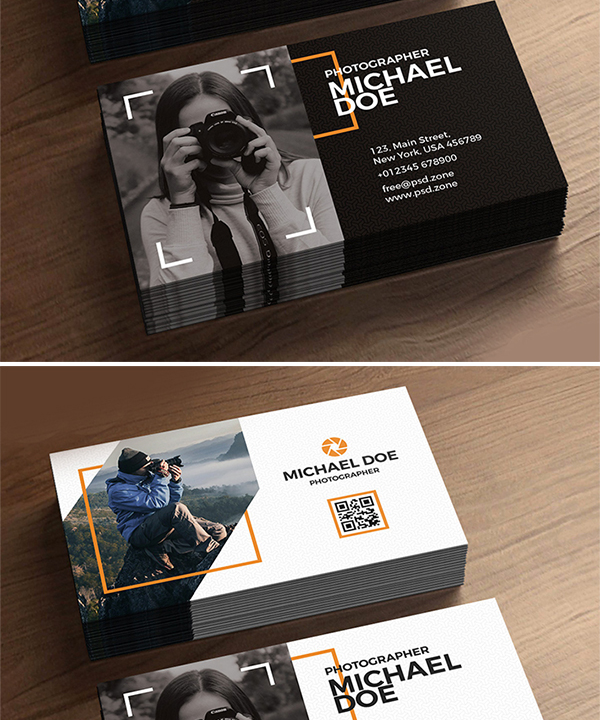 PHOTOGRAPHER
MICHAEL
DOE
123, Main Street,
New York, USA 456789
+012345 678900
free@psd.zone
www.psd.zone
Canon
MICHAEL DOE
PHOTOGRAPHER
PHOTOGRAPHER
MICHAEL
DOE